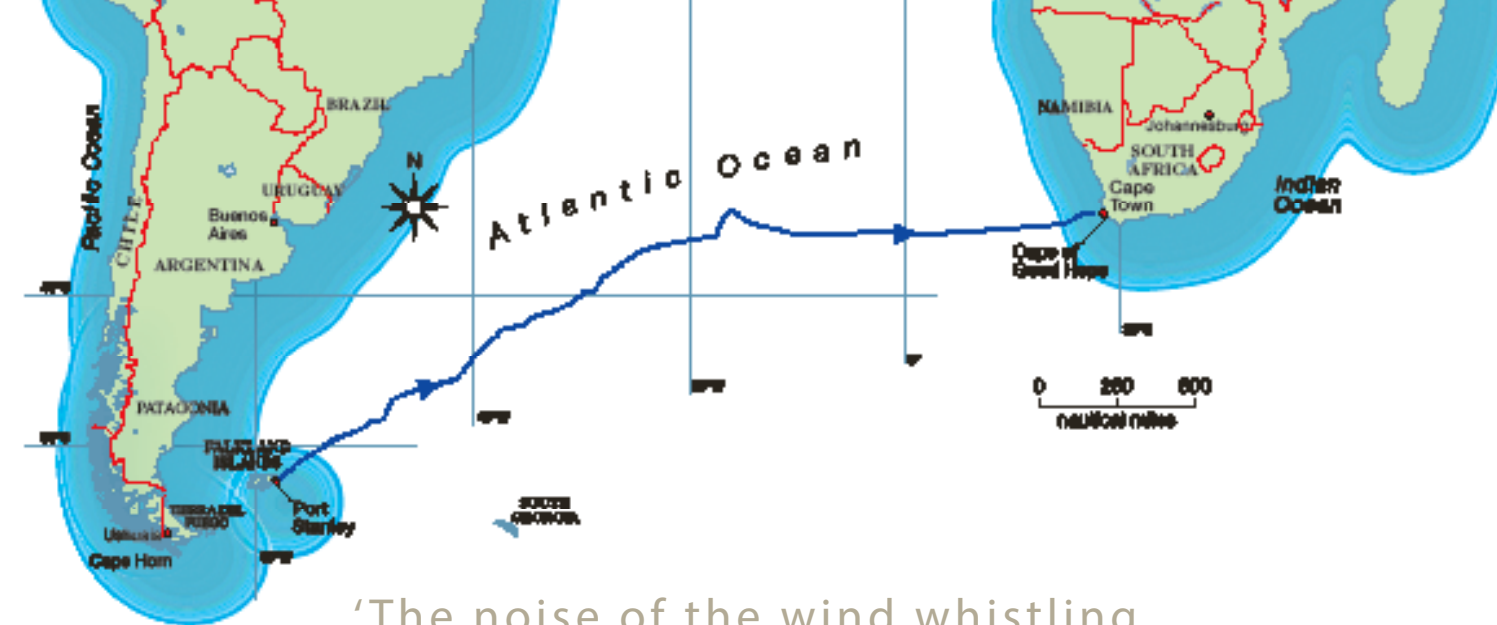 BRAZIL
Pacific Ocean
CHILE
URUGUAY
Buenos
Aires
ARGENTINA
N
Atlantic Ocean
NAMIBIA
Johannesburg
SOUTH
AFRICA
Cape
Town
Indian
Ocean
Cape of
Good Hope
0°
0 250 500
nautical miles
PATAGONIA
FALKLAND
ISLANDS
Port
Stanley
TIERRA DEL
FUEGO
Ushuaia
Cape Horn
SOUTH
GEORGIA
‘The noise of the wind whistling